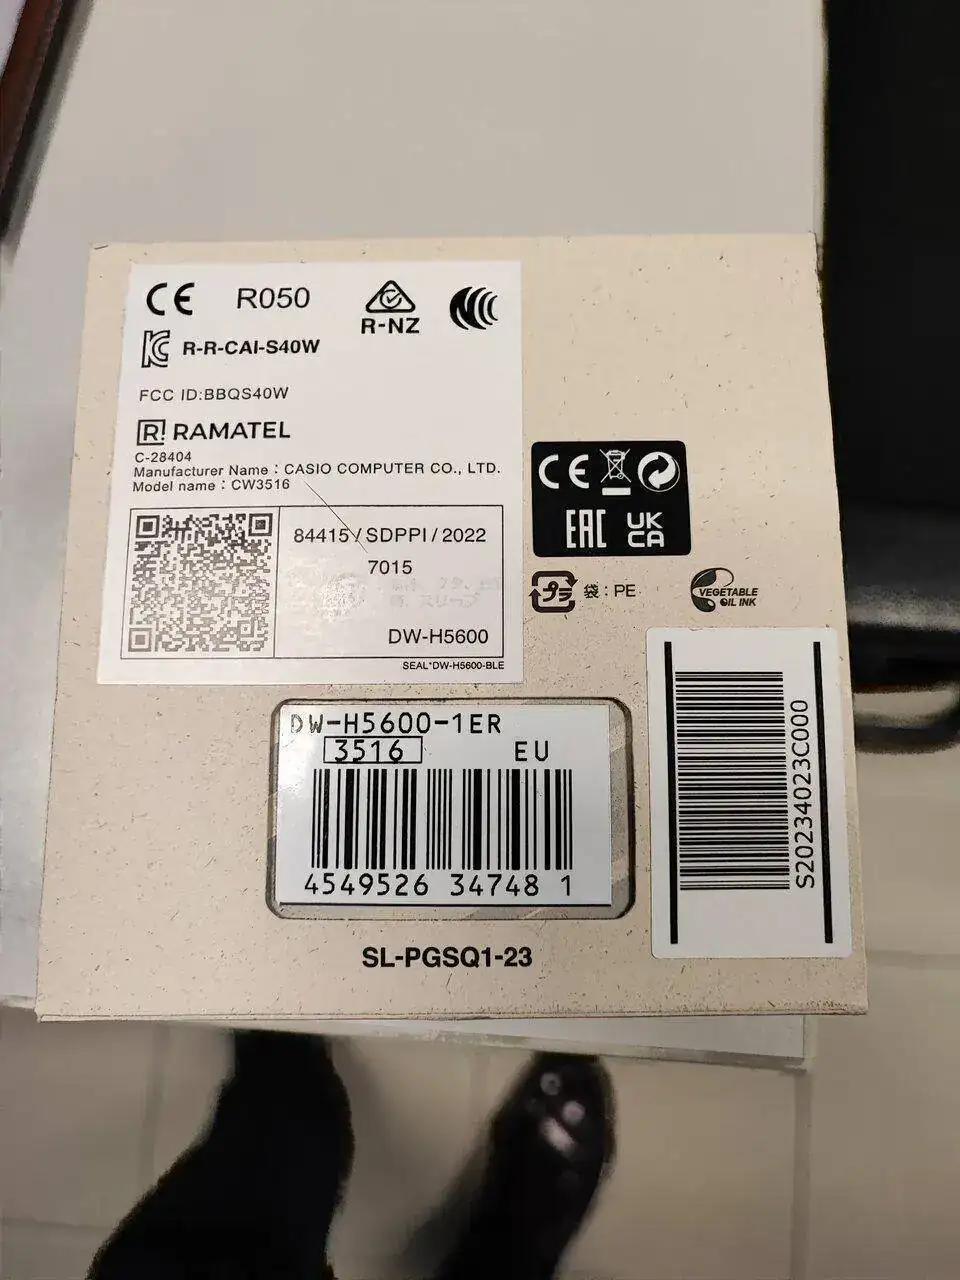 CE R050
R-NZ
R-R-CAI-S40W
FCC ID:BBQS40W
R! RAMATEL
C-28404
Manufacturer Name : CASIO COMPUTER CO., LTD.
Model name : CW3516
84415 / SDPPI / 2022
7015
DW-H5600
SEAL*DW-H5600-BLE
CE
EAC UK
CA
プラ 袋 : PE
VEGETABLE
OIL INK
DW-H5600-1ER
3516 EU
4549526 34748 1
S20234023C000
SL-PGSQ1-23